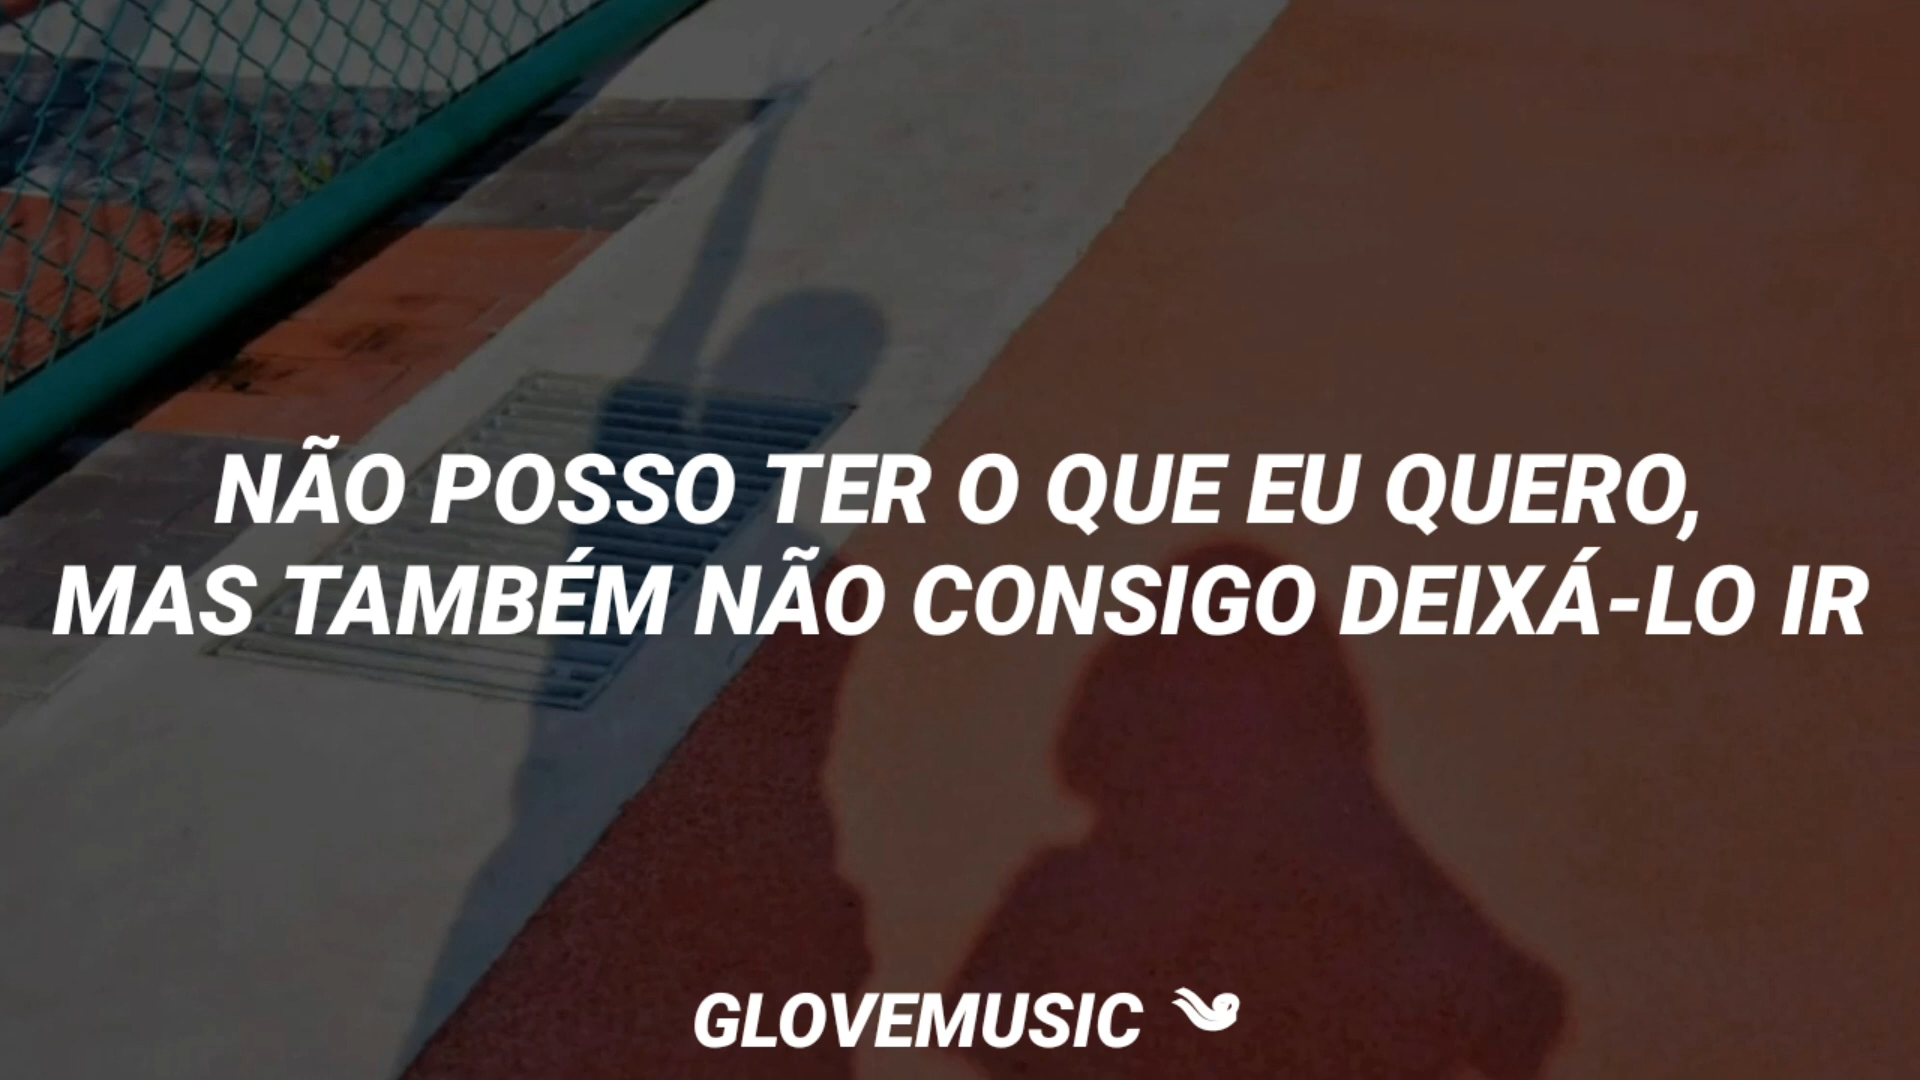 NÃO POSSO TER O QUE EU QUERO,
MAS TAMBÉM NÃO CONSIGO DEIXÁ-LO IR
GLOVEMUSIC